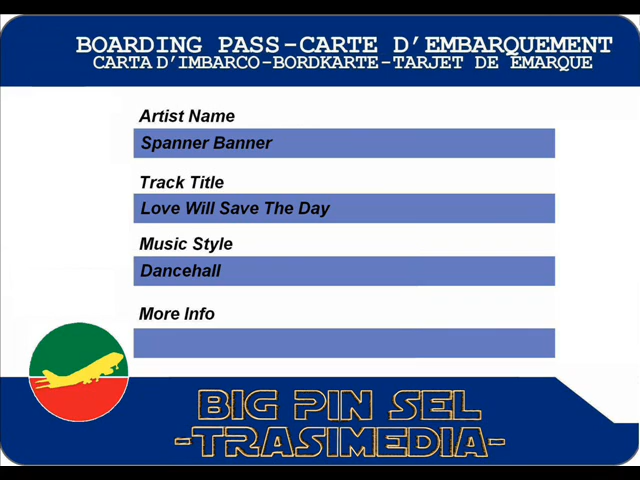 BOARDING PASS-CARTE D'EMBARQUEMENT
CARTA D'IMBARCO-BORDKARTE-TARJET DE EMARQUE
Artist Name
Spanner Banner
Track Title
Love Will Save The Day
Music Style
Dancehall
More Info
BIG PIN SEL
-TRASIMEDIA-